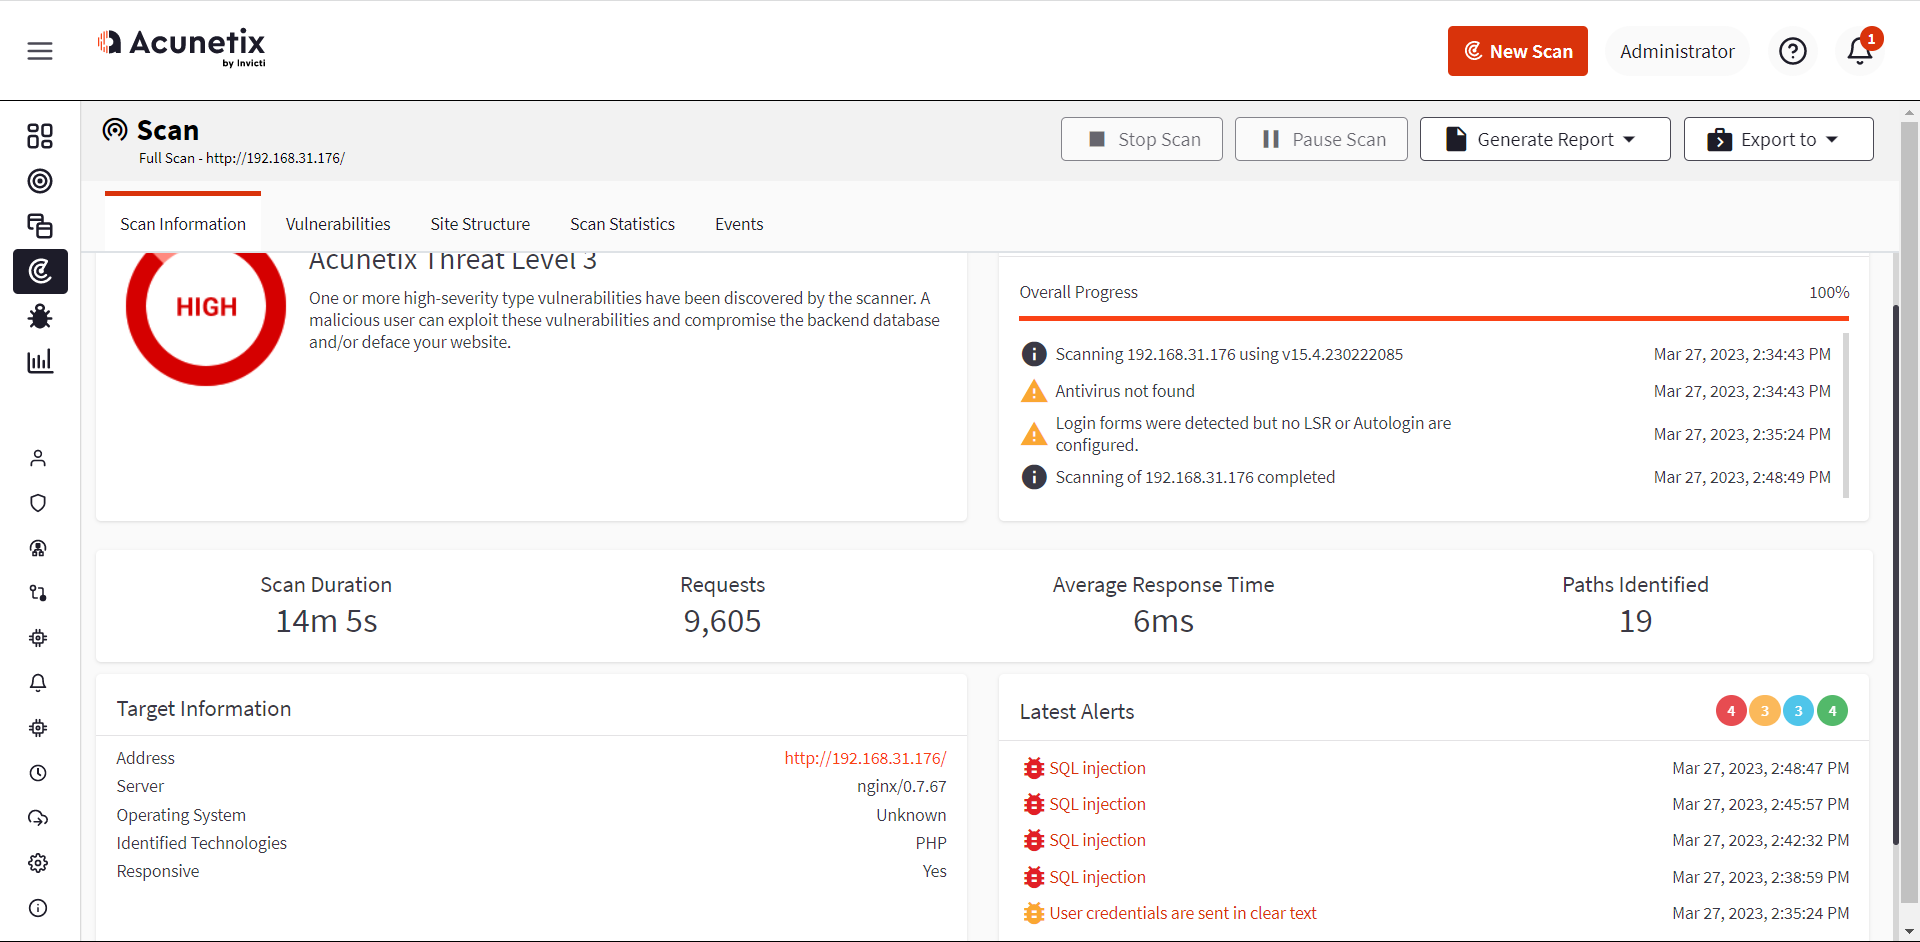 Acunetix
by Invicti
New Scan
Administrator
1
Scan
Full Scan - http://192.168.31.176/
Stop Scan
Pause Scan
Generate Report
Export to
Scan Information
Vulnerabilities
Site Structure
Scan Statistics
Events
HIGH
Acunetix Threat Level 3
One or more high-severity type vulnerabilities have been discovered by the scanner. A
malicious user can exploit these vulnerabilities and compromise the backend database
and/or deface your website.
Overall Progress
100%
Scanning 192.168.31.176 using v15.4.230222085
Mar 27, 2023, 2:34:43 PM
Antivirus not found
Mar 27, 2023, 2:34:43 PM
Login forms were detected but no LSR or Autologin are
configured.
Mar 27, 2023, 2:35:24 PM
Scanning of 192.168.31.176 completed
Mar 27, 2023, 2:48:49 PM
Scan Duration
14m 5s
Requests
9,605
Average Response Time
6ms
Paths Identified
19
Target Information
Address
http://192.168.31.176/
Server
nginx/0.7.67
Operating System
Unknown
Identified Technologies
PHP
Responsive
Yes
Latest Alerts
4
3
3
4
SQL injection
Mar 27, 2023, 2:48:47 PM
SQL injection
Mar 27, 2023, 2:45:57 PM
SQL injection
Mar 27, 2023, 2:42:32 PM
SQL injection
Mar 27, 2023, 2:38:59 PM
User credentials are sent in clear text
Mar 27, 2023, 2:35:24 PM